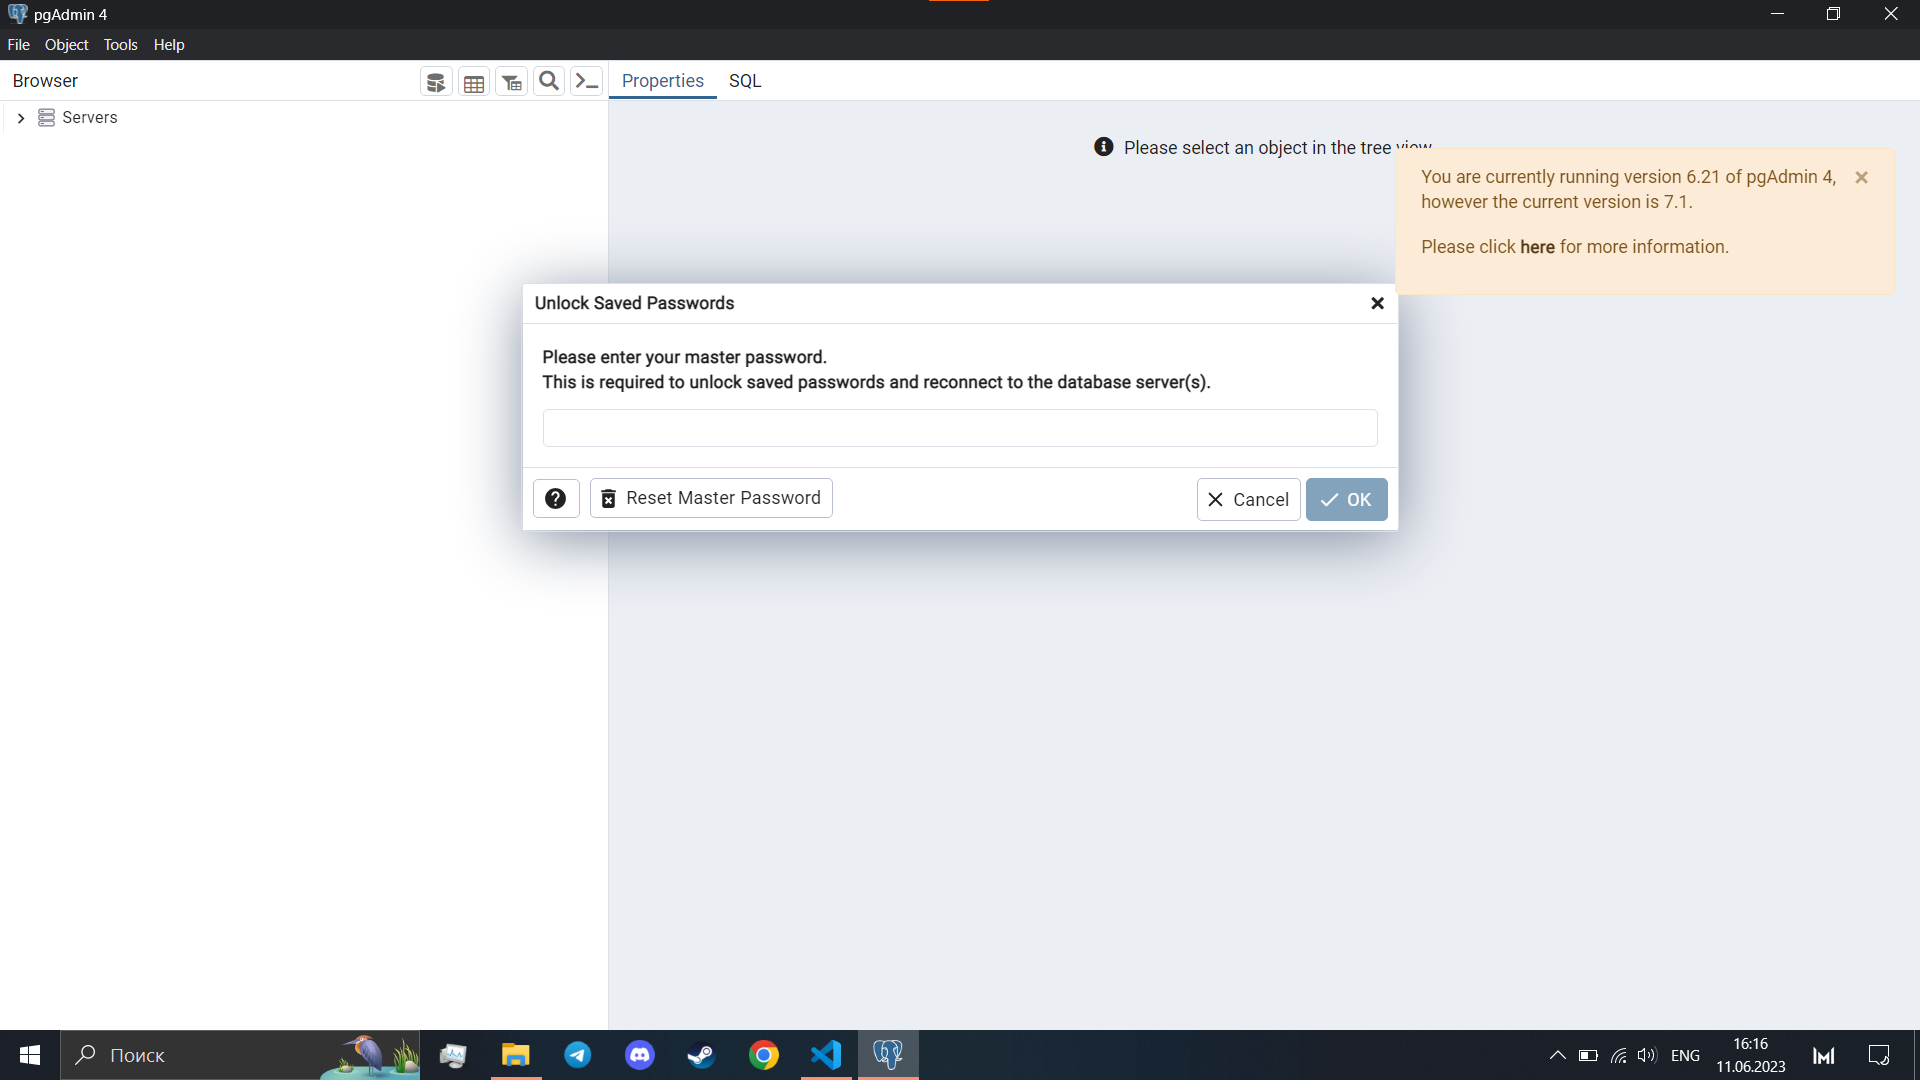 pgAdmin 4
File Object Tools Help
Browser
Properties SQL
Servers
Please select an object in the tree view
You are currently running version 6.21 of pgAdmin 4,
however the current version is 7.1.
Please click here for more information.
Unlock Saved Passwords
Please enter your master password.
This is required to unlock saved passwords and reconnect to the database server(s).
Reset Master Password
Cancel
OK
Поиск
ENG
16:16
11.06.2023